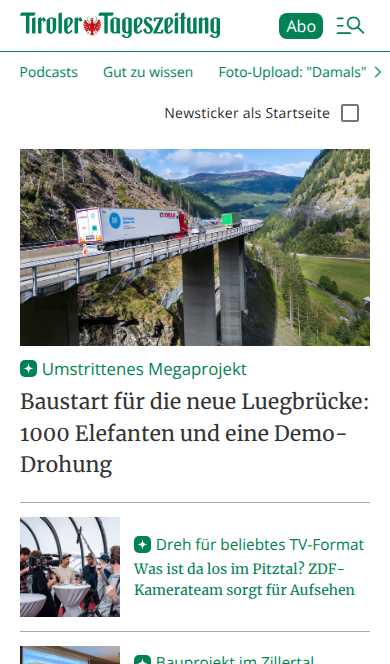 Tiroler Tageszeitung
Abo
Podcasts Gut zu wissen Foto-Upload: "Damals"
Newsticker als Startseite
Umstrittenes Megaprojekt
Baustart für die neue Luegbrücke:
1000 Elefanten und eine Demo-
Drohung
Dreh für beliebtes TV-Format
Was ist da los im Pitztal? ZDF-
Kamerateam sorgt für Aufsehen
Bauprojekt im Zillertal